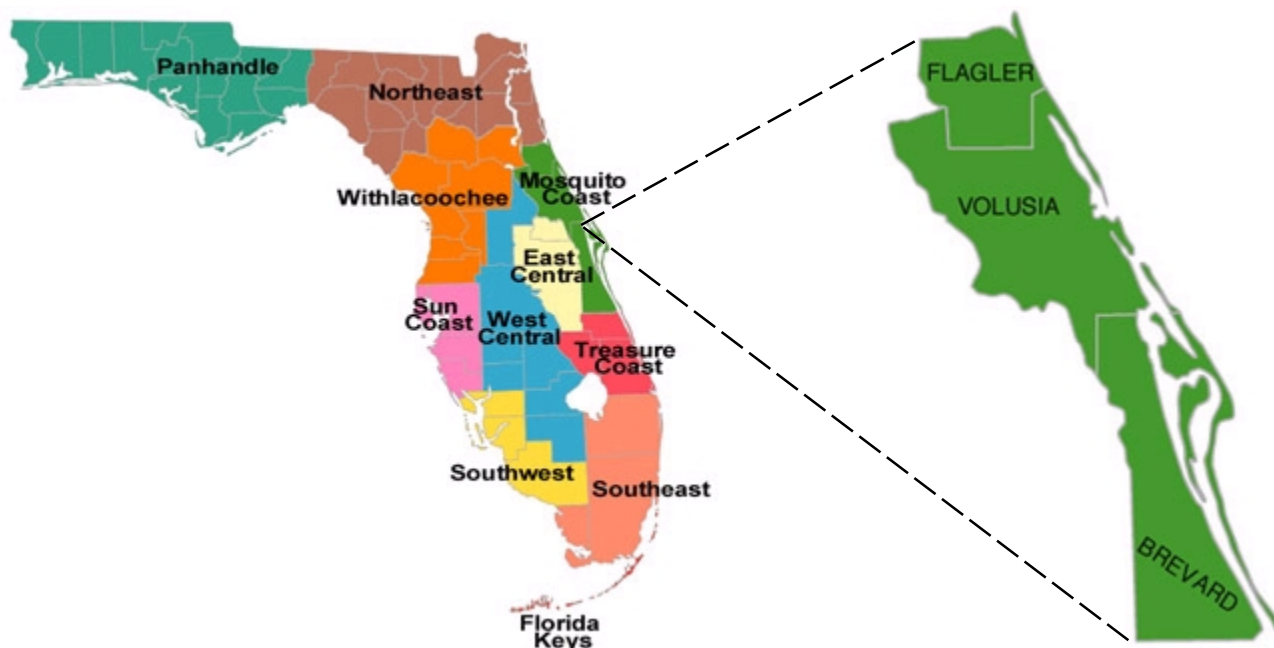 Panhandle
Northeast
Mosquito
Coast
Withlacoochee
East
Central
Sun
Coast
West
Central
Treasure
Coast
Southwest
Southeast
Florida
Keys
FLAGLER
VOLUSIA
BREVARD